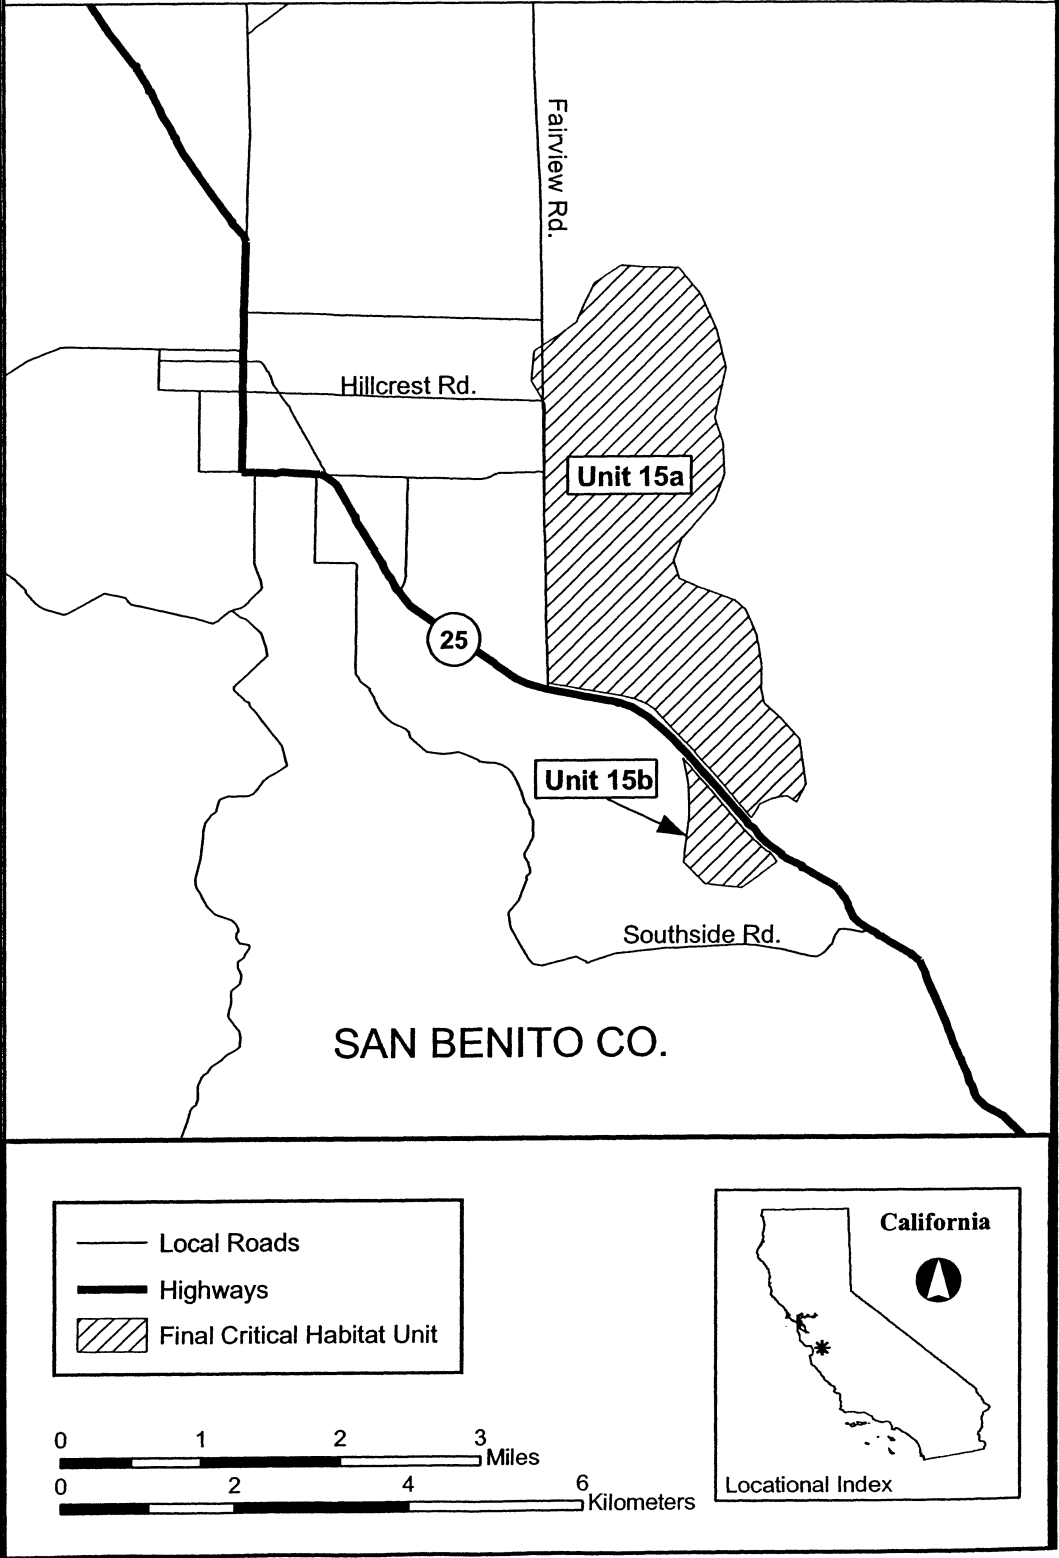 Fairview Rd.
Hillcrest Rd.
Unit 15a
25
Unit 15b
Southside Rd.
SAN BENITO CO.
Local Roads
Highways
Final Critical Habitat Unit
0 1 2 3 Miles
0 2 4 6 Kilometers
California
Locational Index